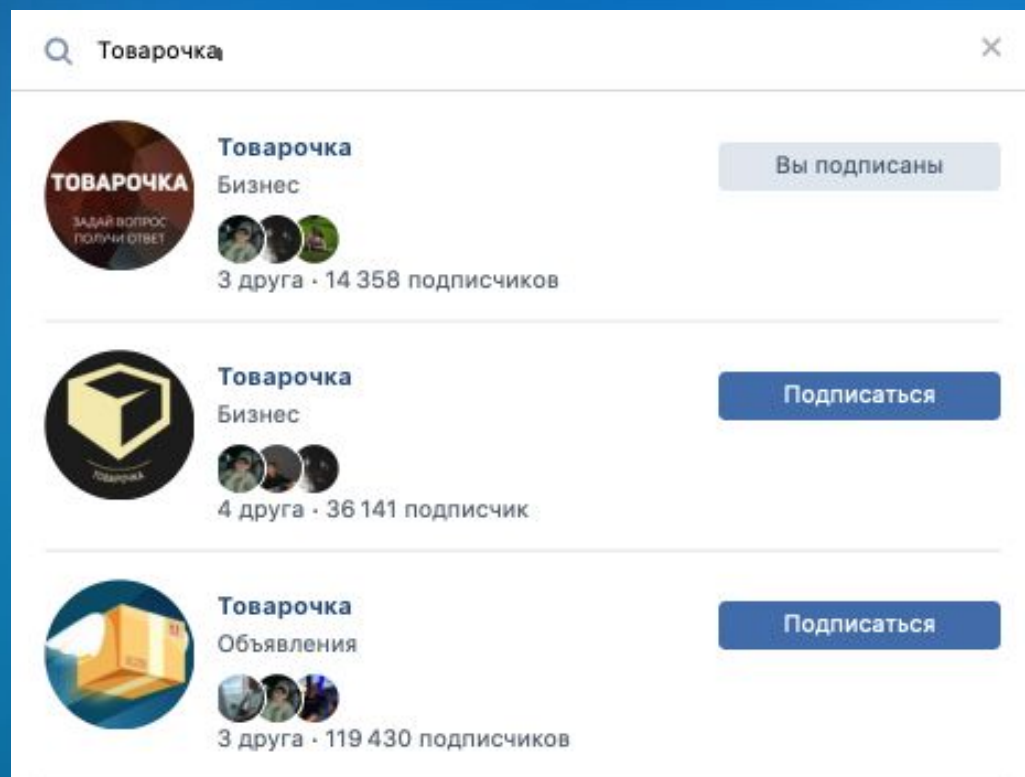 Товарочка
Товарочка
Бизнес
3 друга · 14 358 подписчиков
Вы подписаны
ТОВАРОЧКА
ЗАДАЙ ВОПРОС
ПОЛУЧИ ОТВЕТ
Товарочка
Бизнес
4 друга · 36 141 подписчик
Подписаться
ТОВАРОЧКА
Товарочка
Объявления
3 друга · 119 430 подписчиков
Подписаться